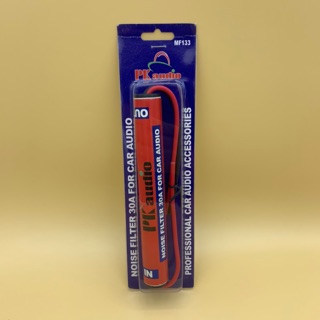 PK audio
MF133
NOISE FILTER 30A FOR CAR AUDIO
OUT
PK audio
NOISE FILTER 30A FOR CAR AUDIO
IN
PROFESSIONAL CAR AUDIO ACCESSORIES